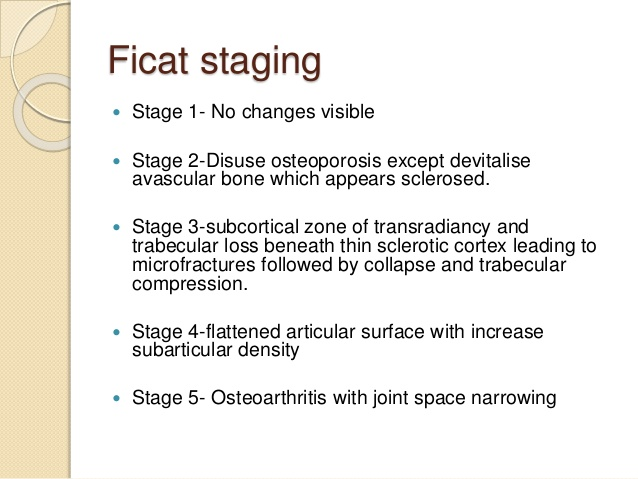 Ficat staging
Stage 1- No changes visible
Stage 2-Disuse osteoporosis except devitalise
avascular bone which appears sclerosed.
Stage 3-subcortical zone of transradiancy and
trabecular loss beneath thin sclerotic cortex leading to
microfractures followed by collapse and trabecular
compression.
Stage 4-flattened articular surface with increase
subarticular density
Stage 5- Osteoarthritis with joint space narrowing